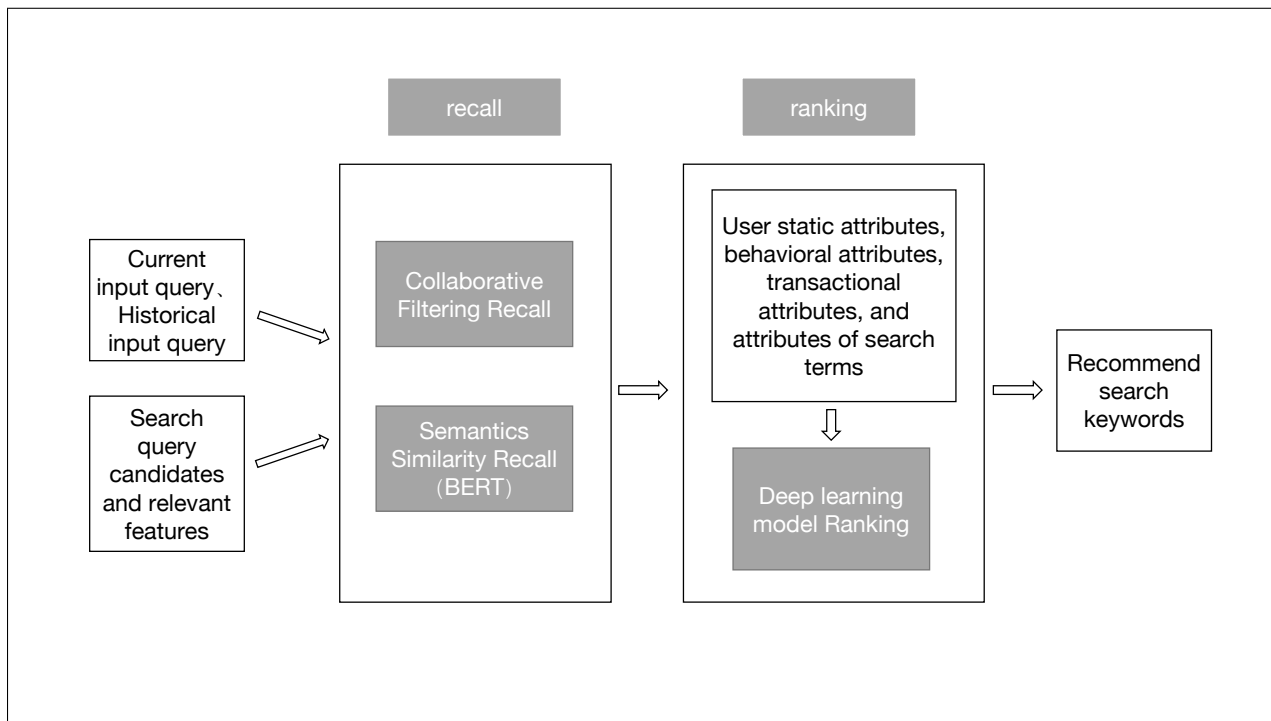 recall
ranking
Current
input query、
Historical
input query
Search
query
candidates
and relevant
features
Collaborative
Filtering Recall
Semantics
Similarity Recall
（BERT）
User static attributes,
behavioral attributes,
transactional
attributes, and
attributes of search
terms
Deep learning
model Ranking
Recommend
search
keywords